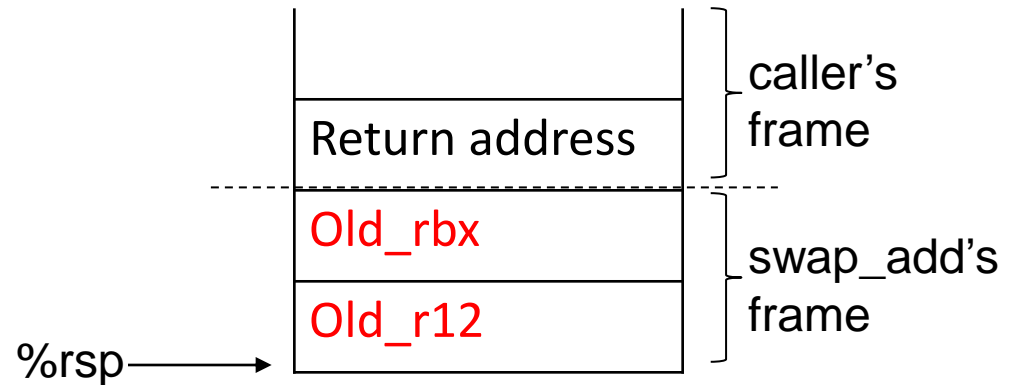 caller’s
frame
Return address
Old_rbx
swap_add’s
frame
Old_r12
%rsp